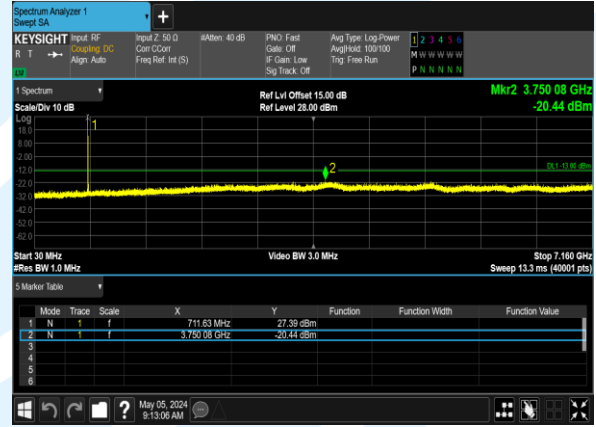 Spectrum Analyzer 1
Swept SA
+
KEYSIGHT Input: RF Input Z: 50 Ω #Atten: 40 dB PNO: Fast Avg Type: Log-Power 1 2 3 4 5 6
R T Coupling: DC Corr CCorr Gate: Off Avg|Hold: 100/100 M W W W W W
Align: Auto Freq Ref: Int (S) IF Gain: Low Trig: Free Run
Sig Track: Off P N N N N N
1 Spectrum Ref Lvl Offset 15.00 dB Mkr2 3.750 08 GHz
Scale/Div 10 dB Ref Level 28.00 dBm -20.44 dBm
Log
1
18.0
8.00
-2.00
-12.0 2 DL1 -13.00 dBm
-22.0
-32.0
-42.0
-52.0
-62.0
Start 30 MHz Video BW 3.0 MHz Stop 7.160 GHz
#Res BW 1.0 MHz Sweep 13.3 ms (40001 pts)
5 Marker Table
Mode Trace Scale X Y Function Function Width Function Value
1 N 1 f 711.63 MHz 27.39 dBm
2 N 1 f 3.750 08 GHz -20.44 dBm
3
4
5
6
? May 05, 2024
9:13:06 AM